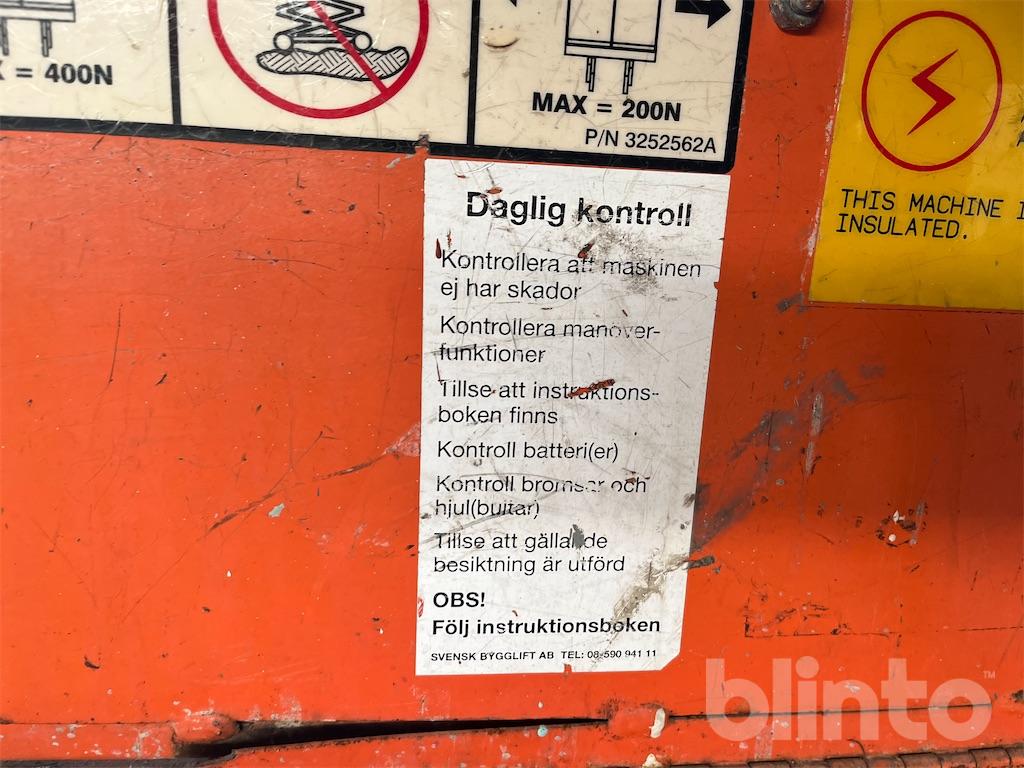 = 400N
MAX = 200N
P/N 3252562A
THIS MACHINE
INSULATED.
Daglig kontroll
Kontrollera att maskinen
ej har skador
Kontrollera manöver-
funktioner
Tillse att instruktions-
boken finns
Kontroll batteri(er)
Kontroll bromsar och
hjul(bultar)
Tillse att gällande
besiktning är utförd
OBS!
Följ instruktionsboken
SVENSK BYGGLIFT AB TEL: 08-590 941 11
blinto™